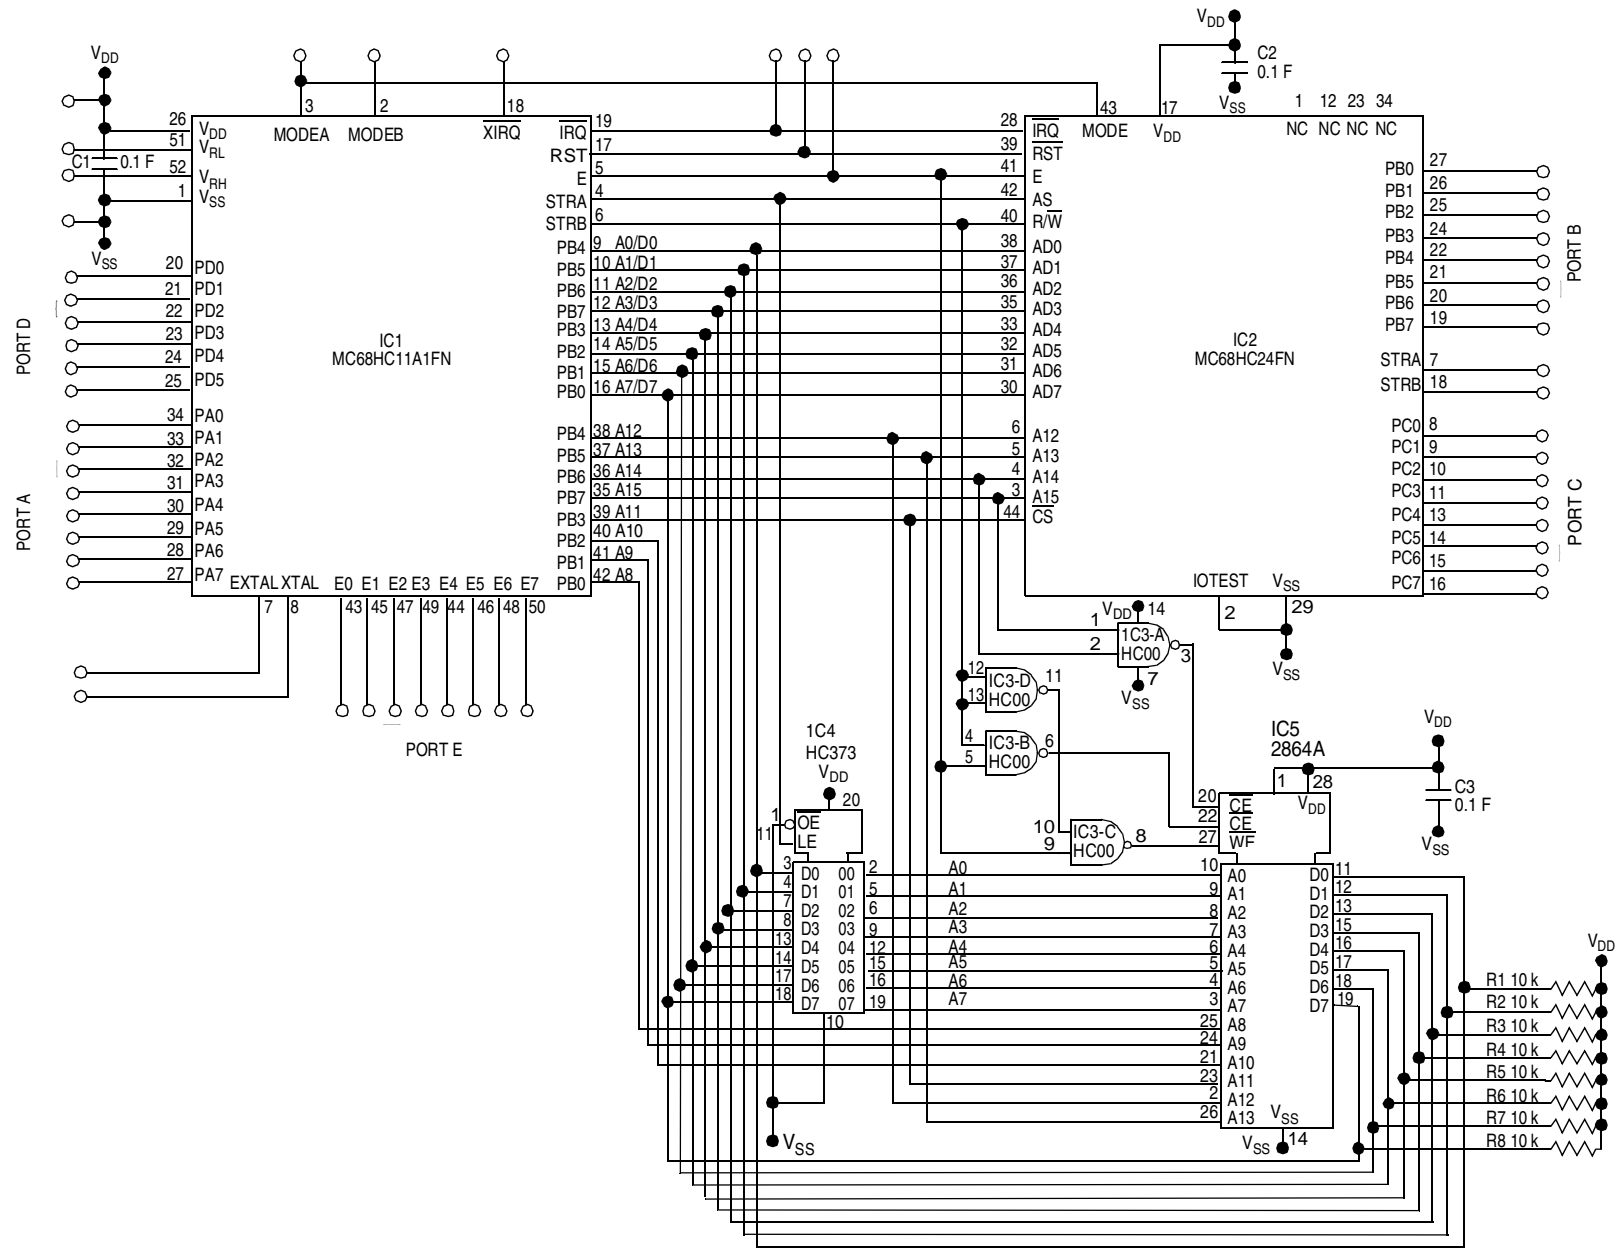 VDD
C2
0.1 F
VSS
VDD
3
2
18
43
17
1 12 23 34
26 VDD
MODEA
MODEB
XIRQ
IRQ 19
28 IRQ
MODE
VDD
NC NC NC NC
51 VRL
C1 0.1 F
RST 17
39 RST
52 VRH
E 5
41 E
1 VSS
STRA 4
42 AS
VSS
STRB 6
40 R/W
PB4 9 A0/D0
38 AD0
PB5 10 A1/D1
37 AD1
PB6 11 A2/D2
36 AD2
PB7 12 A3/D3
35 AD3
PB3 13 A4/D4
33 AD4
PB2 14 A5/D5
32 AD5
PB1 15 A6/D6
31 AD6
PB0 16 A7/D7
30 AD7
PB4 38 A12
6 A12
PB5 37 A13
5 A13
PB6 36 A14
4 A14
PB7 35 A15
3 A15
PB3 39 A11
44 CS
PB2 40 A10
PB1 41 A9
PB0 42 A8
20 PD0
21 PD1
22 PD2
23 PD3
24 PD4
25 PD5
PORT D
34 PA0
33 PA1
32 PA2
31 PA3
30 PA4
29 PA5
28 PA6
27 PA7
PORT A
IC1
MC68HC11A1FN
EXTAL XTAL E0 E1 E2 E3 E4 E5 E6 E7
7 8 43 45 47 49 44 46 48 50
PORT E
IC2
MC68HC24FN
PB0 27
PB1 26
PB2 25
PB3 24
PB4 22
PB5 21
PB6 20
PB7 19
PORT B
STRA 7
STRB 18
PC0 8
PC1 9
PC2 10
PC3 11
PC4 13
PC5 14
PC6 15
PC7 16
PORT C
IOTEST VSS
2 29
VSS
VDD 14
1
2
1C3-A
HC00
3
7
VSS
12
13
IC3-D
HC00
11
4
5
IC3-B
HC00
6
10
9
IC3-C
HC00
8
1C4
HC373
VDD
20
1 OE
11 LE
3 D0 00 2
4 D1 01 5
7 D2 02 6
8 D3 03 9
13 D4 04 12
14 D5 05 15
17 D6 06 16
18 D7 07 19
10
VSS
A0
A1
A2
A3
A4
A5
A6
A7
IC5
2864A
1 28
VDD
20 CE
22 CE
27 WF
VDD
C3
0.1 F
VSS
10 A0
9 A1
8 A2
7 A3
6 A4
5 A5
4 A6
3 A7
25 A8
24 A9
21 A10
23 A11
2 A12
26 A13
D0 11
D1 12
D2 13
D3 15
D4 16
D5 17
D6 18
D7 19
VSS
VSS 14
VDD
R1 10 k
R2 10 k
R3 10 k
R4 10 k
R5 10 k
R6 10 k
R7 10 k
R8 10 k